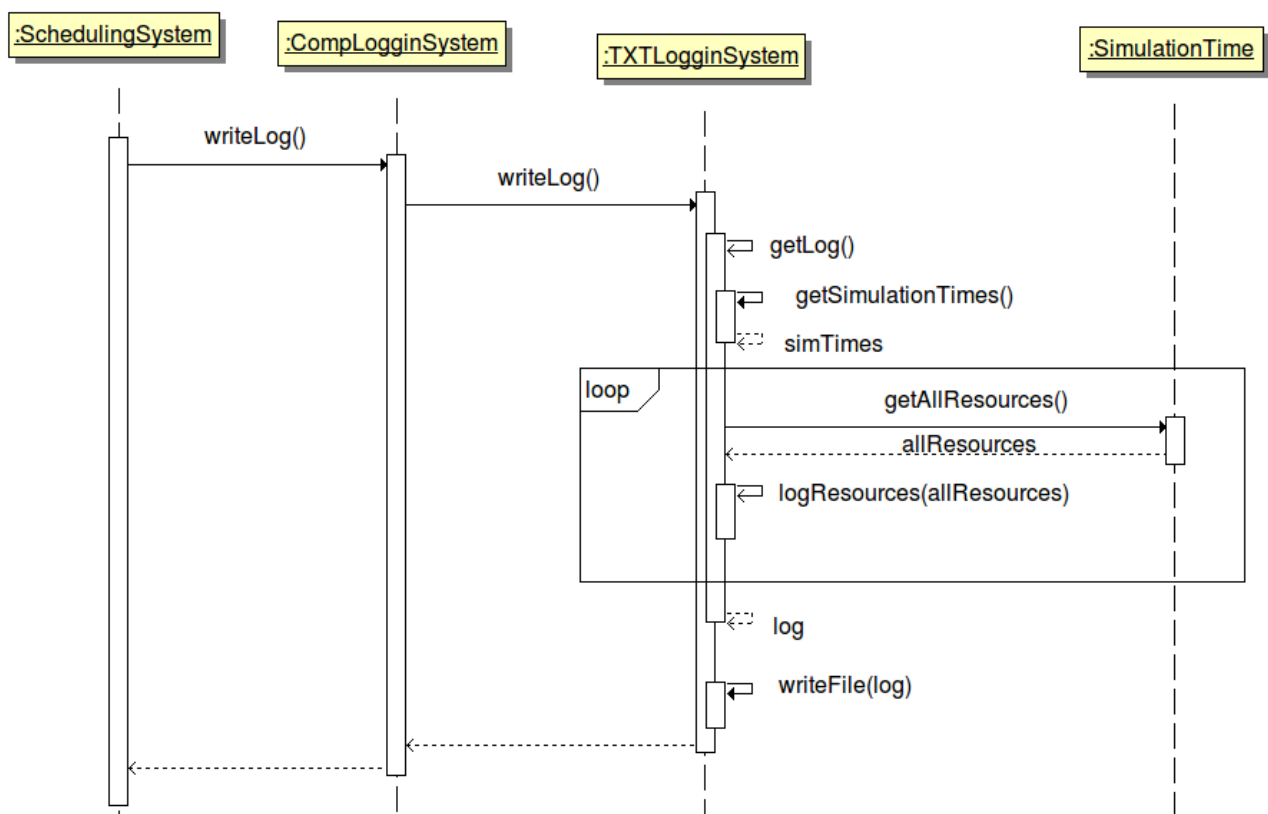 :SchedulingSystem
:CompLogginSystem
:TXTLogginSystem
:SimulationTime
writeLog()
writeLog()
getLog()
getSimulationTimes()
simTimes
loop
getAllResources()
allResources
logResources(allResources)
log
writeFile(log)